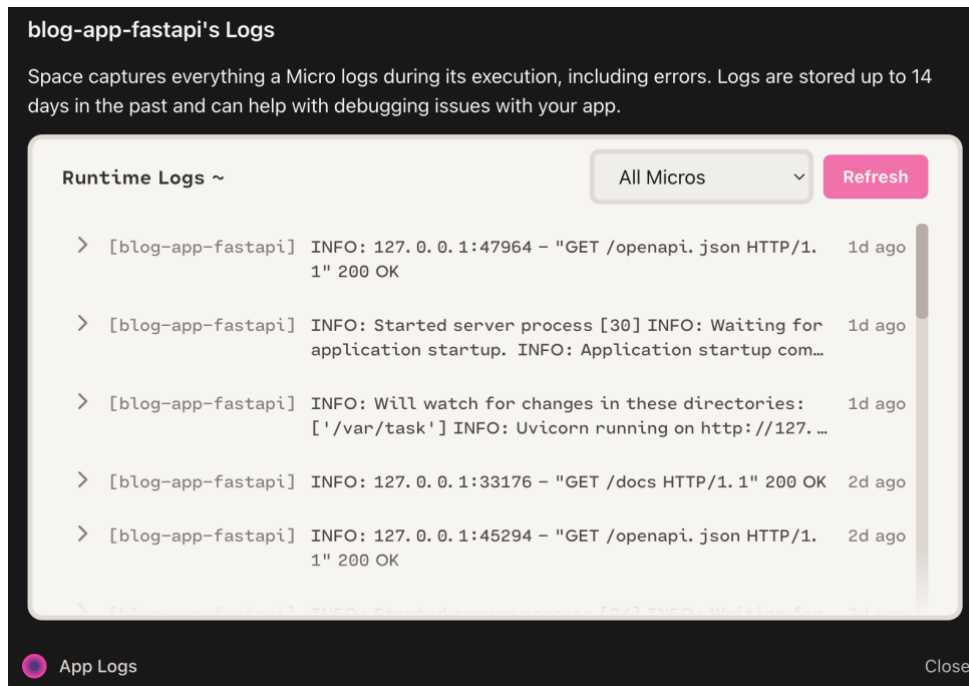 blog-app-fastapi's Logs
Space captures everything a Micro logs during its execution, including errors. Logs are stored up to 14
days in the past and can help with debugging issues with your app.
Runtime Logs ~
All Micros
Refresh
[blog-app-fastapi] INFO: 127.0.0.1:47964 - "GET /openapi.json HTTP/1. 1d ago
1" 200 OK
[blog-app-fastapi] INFO: Started server process [30] INFO: Waiting for 1d ago
application startup. INFO: Application startup com…
[blog-app-fastapi] INFO: Will watch for changes in these directories: 1d ago
['/var/task'] INFO: Uvicorn running on http://127. …
[blog-app-fastapi] INFO: 127.0.0.1:33176 - "GET /docs HTTP/1.1" 200 OK 2d ago
[blog-app-fastapi] INFO: 127.0.0.1:45294 - "GET /openapi.json HTTP/1. 2d ago
1" 200 OK
App Logs
Close